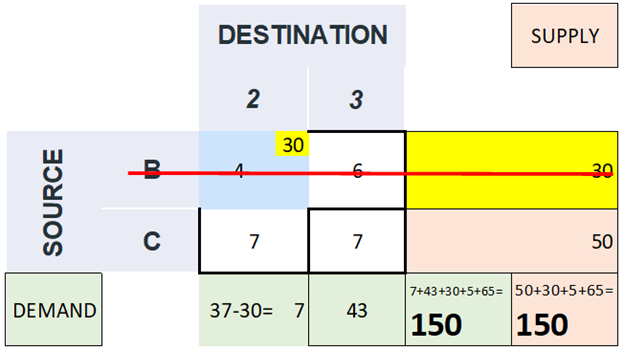 DESTINATION
SUPPLY
2 3
SOURCE
30
B 4 6 30
C 7 7 50
DEMAND 37-30= 7 43
7+43+30+5+65= 50+30+5+65=
150 150